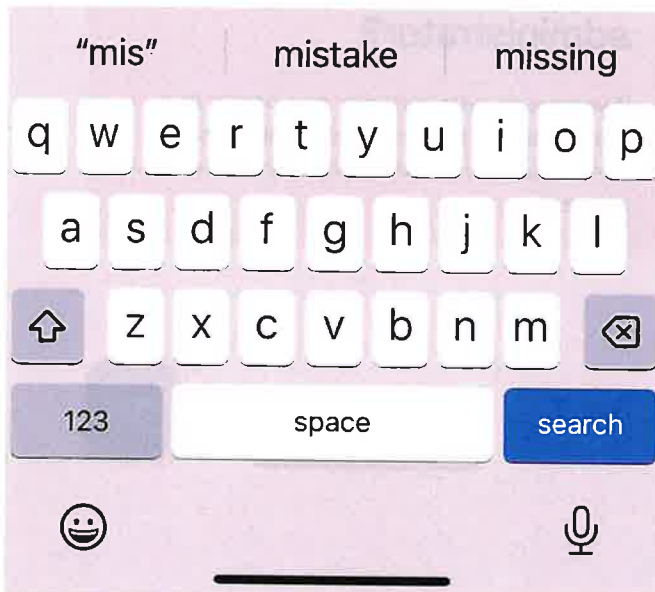 “mis” mistake missing
q w e r t y u i o p
a s d f g h j k l
z x c v b n m
123 space search